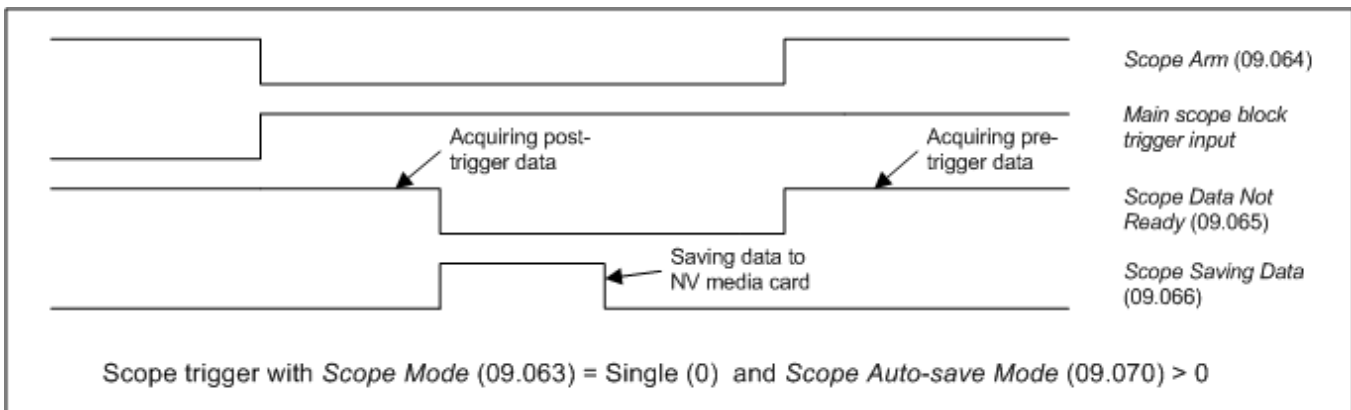 Scope Arm (09.064)
Main scope block
trigger input
Acquiring post-
trigger data
Acquiring pre-
trigger data
Scope Data Not
Ready (09.065)
Saving data to
NV media card
Scope Saving Data
(09.066)
Scope trigger with Scope Mode (09.063) = Single (0) and Scope Auto-save Mode (09.070) > 0